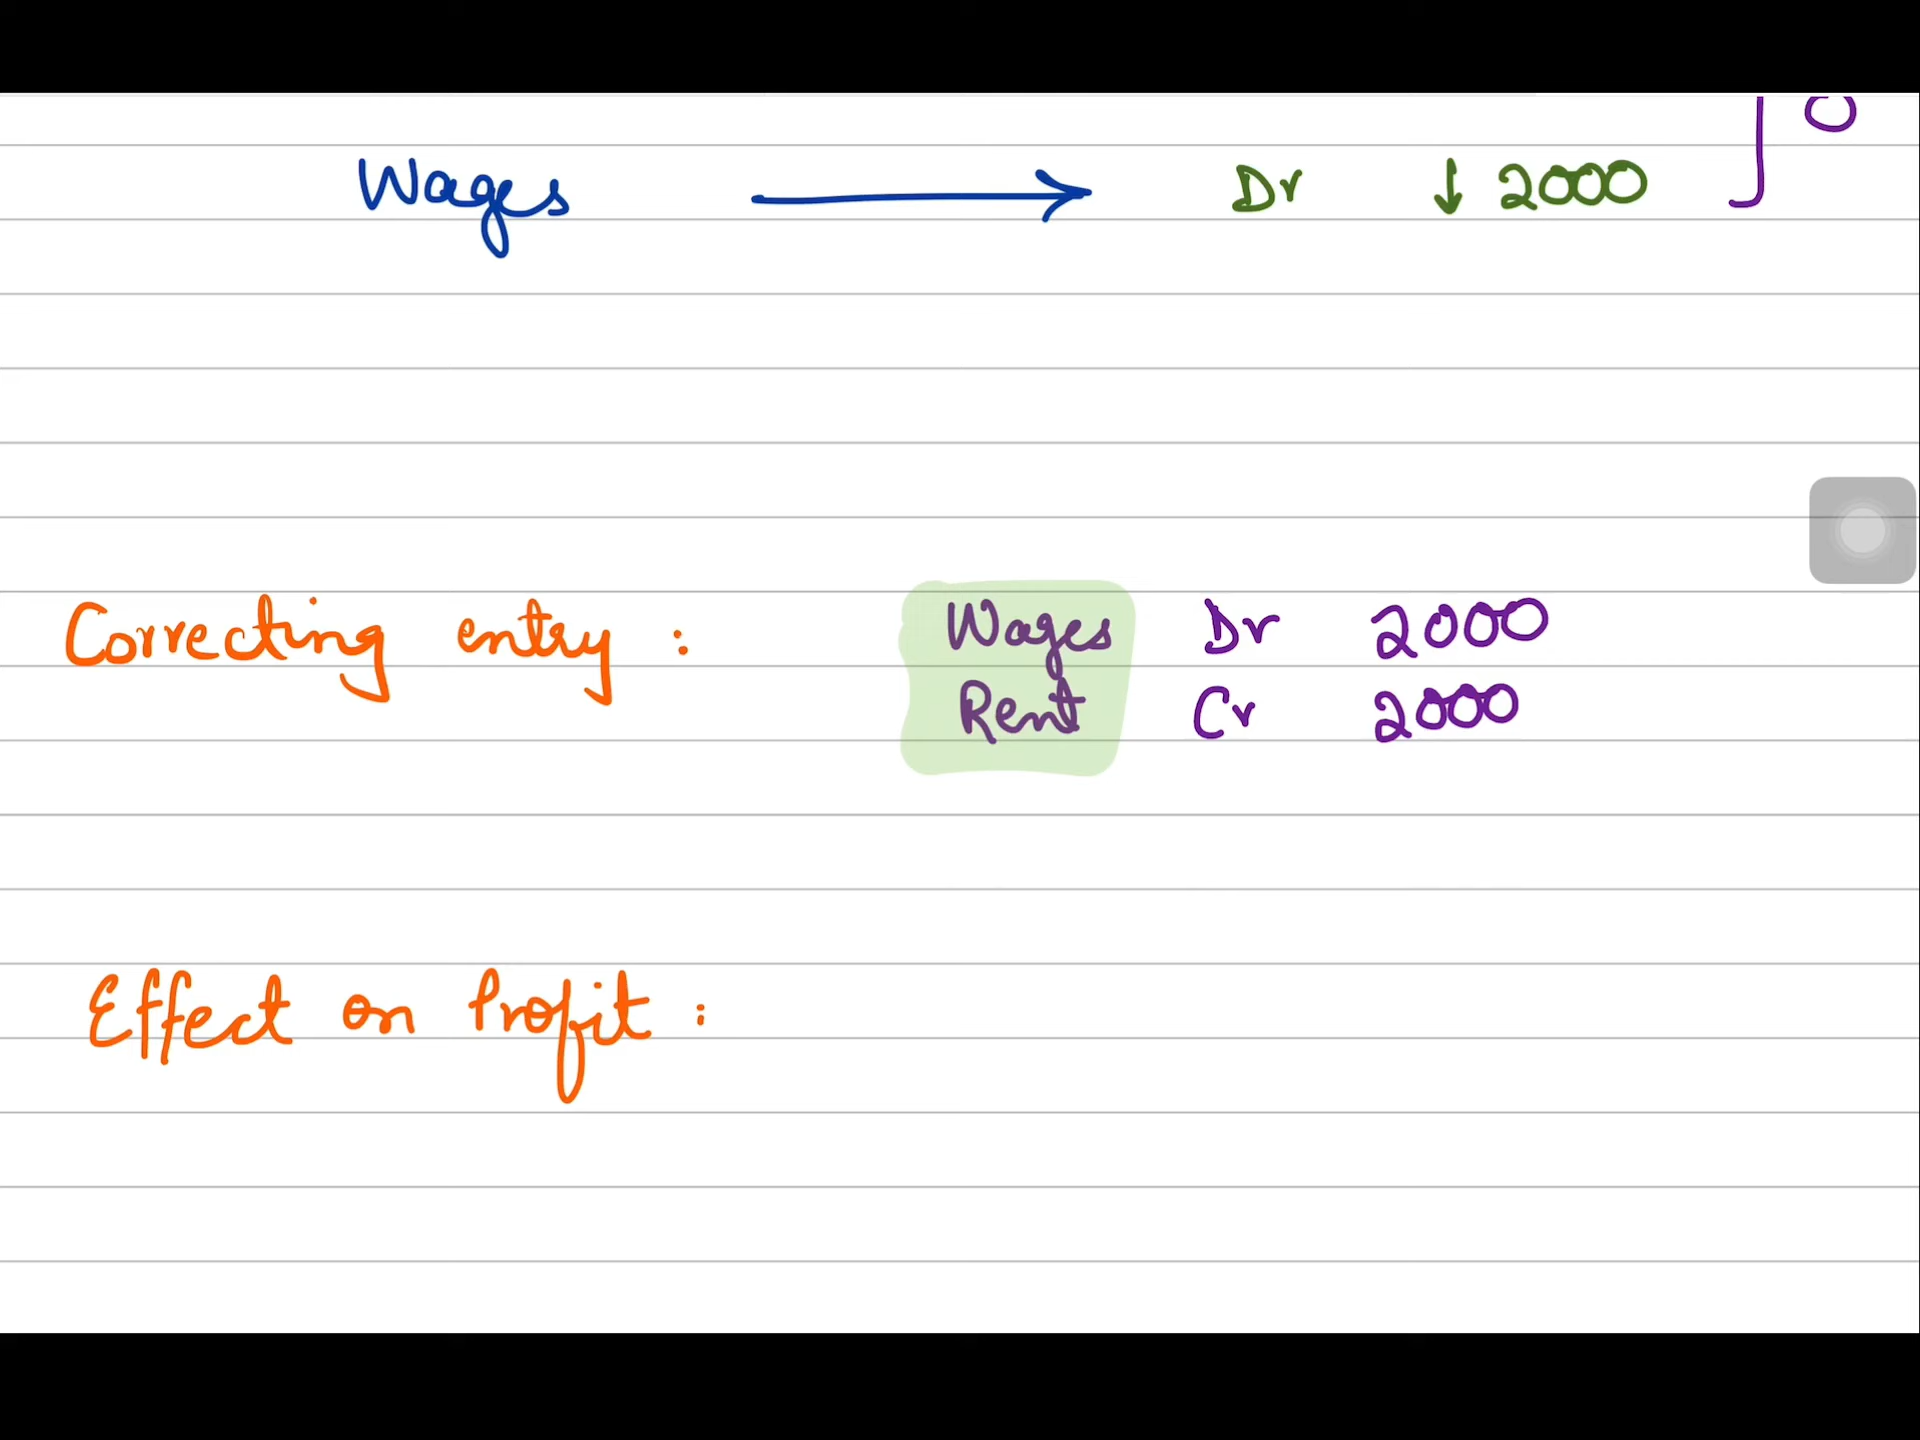 Wages → Dr ↓ 2000
Correcting entry : Wages Dr 2000
Rent Cr 2000
Effect on Profit :